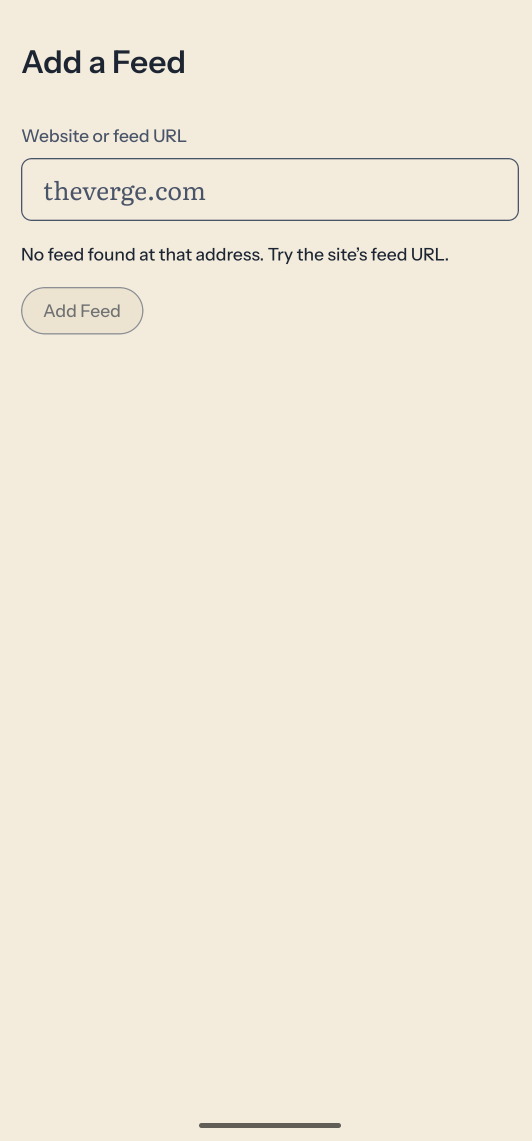 Add a Feed
Website or feed URL
theverge.com
No feed found at that address. Try the site’s feed URL.
Add Feed